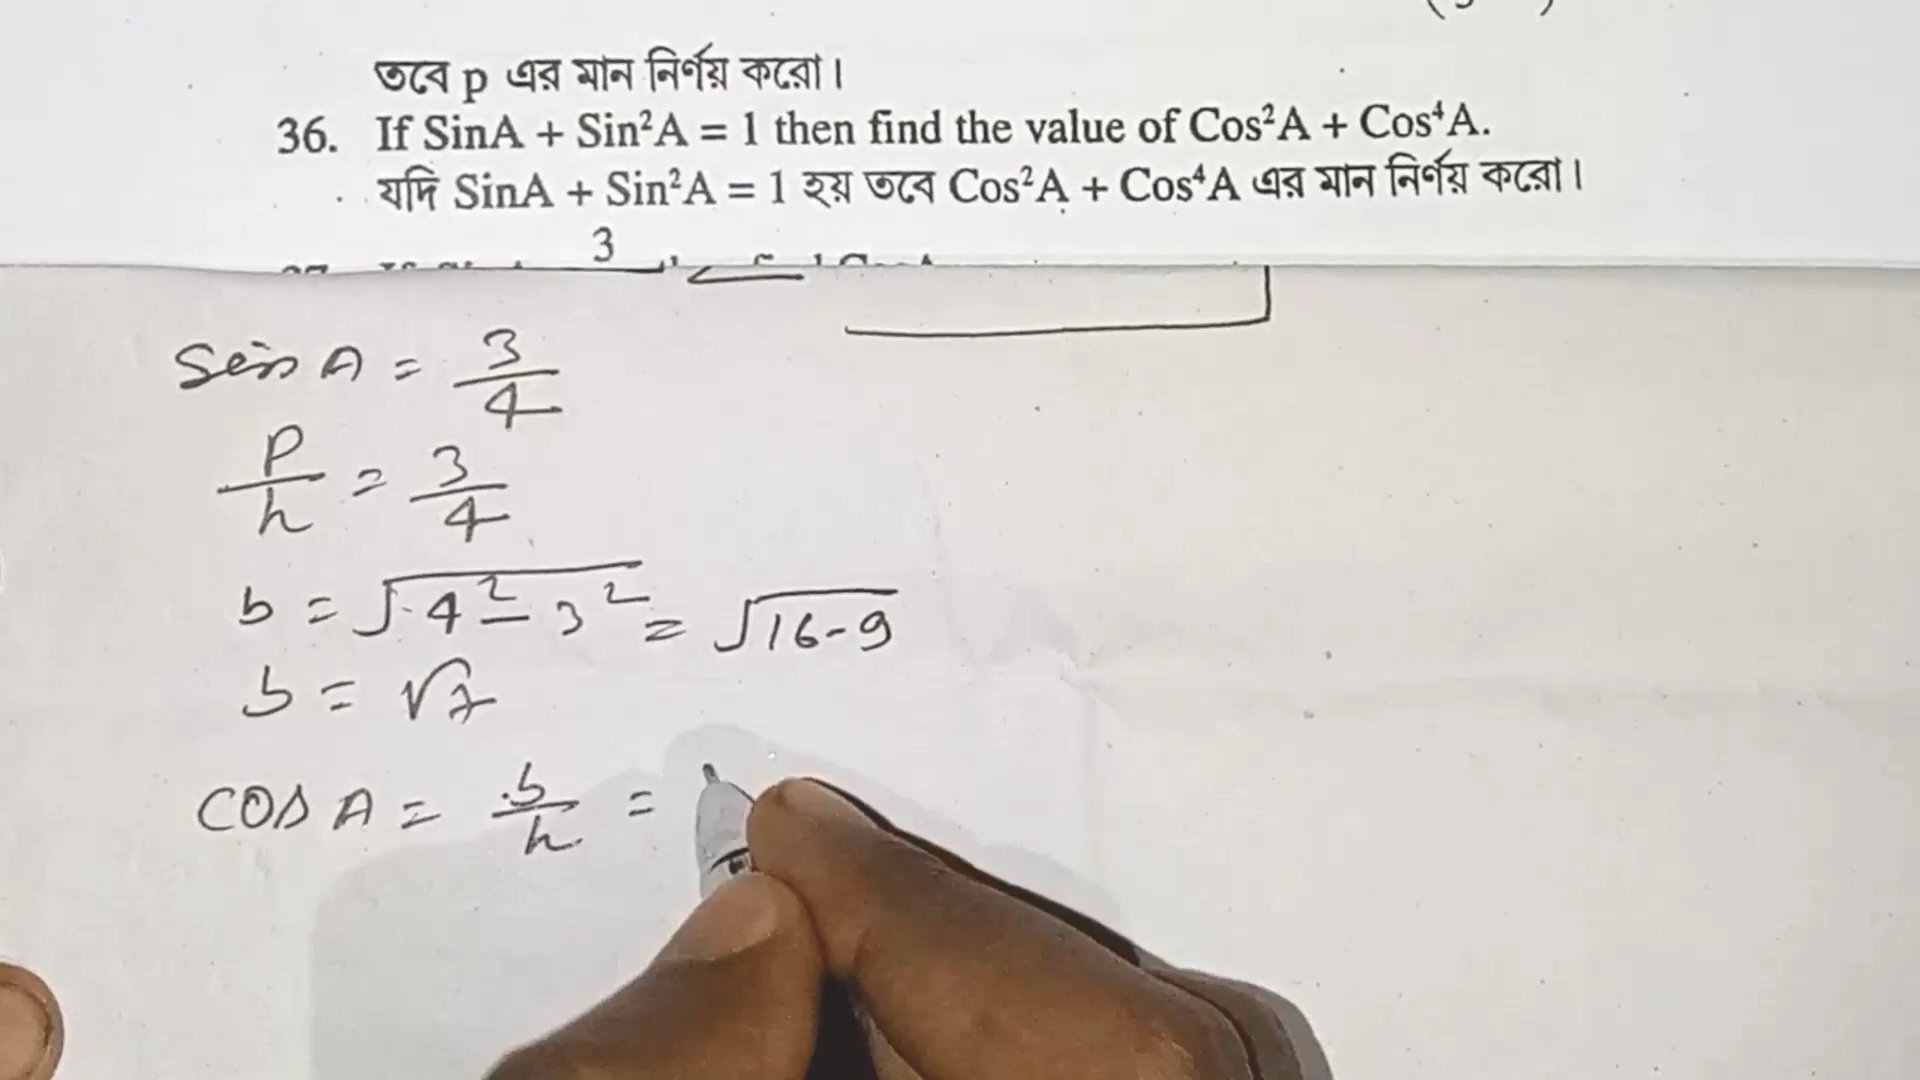 তবে p এর মান নির্ণয় করো।
36. If SinA + Sin²A = 1 then find the value of Cos²A + Cos⁴A.
যদি SinA + Sin²A = 1 হয় তবে Cos²A + Cos⁴A এর মান নির্ণয় করো।
3
Sin A = 3/4
P/h = 3/4
b = √4² - 3² = √16-9
b = √7
COS A = b/h =